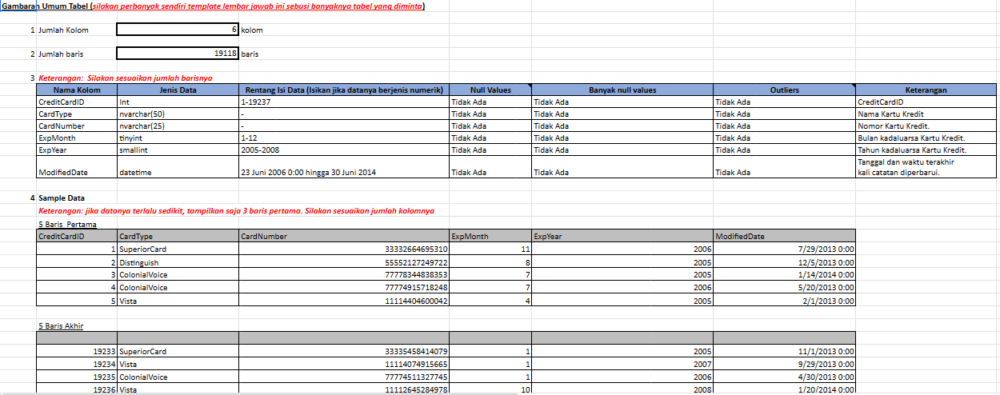 Gambaran Umum Tabel (silakan perbanyak sendiri template lembar jawab ini sebusi banyaknya tabel yang diminta)
1 Jumlah Kolom 6 kolom
2 Jumlah baris 19118 baris
3 Keterangan: Silakan sesuaikan jumlah barisnya
Nama Kolom Jenis Data Rentang Isi Data (Isikan jika datanya berjenis numerik) Null Values Banyak null values Outliers Keterangan
CreditCardID Int 1-19237 Tidak Ada Tidak Ada Tidak Ada CreditCardID
CardType nvarchar(50) - Tidak Ada Tidak Ada Tidak Ada Nama Kartu Kredit
CardNumber nvarchar(25) - Tidak Ada Tidak Ada Tidak Ada Nomor Kartu Kredit.
ExpMonth tinyint 1-12 Tidak Ada Tidak Ada Tidak Ada Bulan kadaluarsa Kartu Kredit.
ExpYear smallint 2005-2008 Tidak Ada Tidak Ada Tidak Ada Tahun kadaluarsa Kartu Kredit.
Tanggal dan waktu terakhir
ModifiedDate datetime 23 Juni 2006 0:00 hingga 30 Juni 2014 Tidak Ada Tidak Ada Tidak Ada kali catatan diperbarui.
4 Sample Data
Keterangan: jika datanya terlalu sedikit, tampilkan saja 3 baris pertama. Silakan sesuaikan jumlah kolomnya
5 Baris Pertama
CreditCardID CardType CardNumber ExpMonth ExpYear ModifiedDate
1 SuperiorCard 33332664695310 11 2006 7/29/2013 0:00
2 Distinguish 55552127249722 8 2005 12/5/2013 0:00
3 ColonialVoice 77778344838353 7 2005 1/14/2014 0:00
4 ColonialVoice 77774915718248 7 2006 5/20/2013 0:00
5 Vista 11114404600042 4 2005 2/1/2013 0:00
5 Baris Akhir
19233 SuperiorCard 33335458414079 1 2005 11/1/2013 0:00
19234 Vista 11114074915665 1 2007 9/29/2013 0:00
19235 ColonialVoice 77774511327745 1 2006 4/30/2013 0:00
19236 Vista 11112645284978 10 2008 1/20/2014 0:00